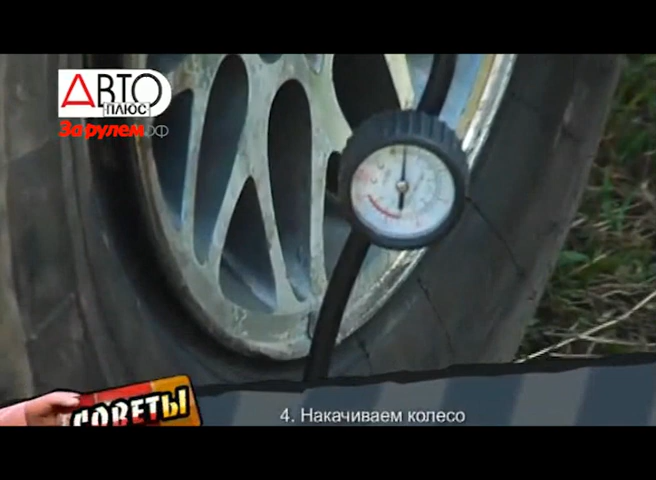 АВТО
ПЛЮС
За рулем.рф
СОВЕТЫ
4. Накачиваем колесо